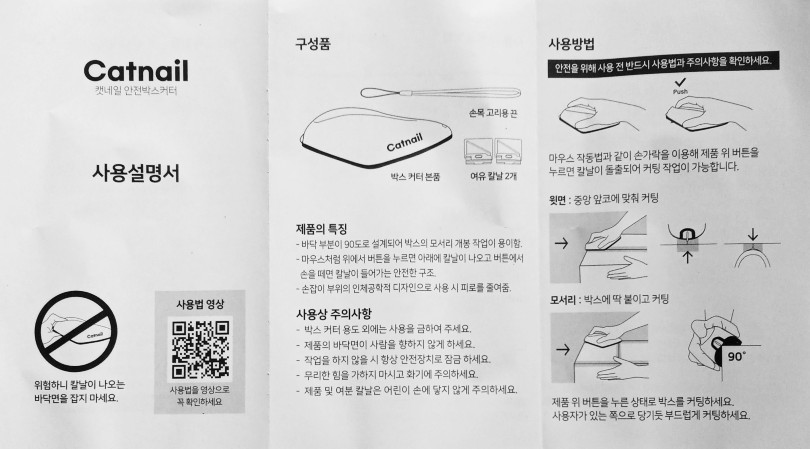 Catnail
캣네일 안전박스커터
사용설명서
Catnail
위험하니 칼날이 나오는
바닥면을 잡지 마세요.
사용법 영상
사용법을 영상으로
꼭 확인하세요
구성품
손목 고리용 끈
Catnail
박스 커터 본품
여유 칼날 2개
제품의 특징
- 바닥 부분이 90도로 설계되어 박스의 모서리 개봉 작업이 용이함.
- 마우스처럼 위에서 버튼을 누르면 아래에 칼날이 나오고 버튼에서
손을 떼면 칼날이 들어가는 안전한 구조.
- 손잡이 부위의 인체공학적 디자인으로 사용 시 피로를 줄여줌.
사용상 주의사항
- 박스 커터 용도 외에는 사용을 금하여 주세요.
- 제품의 바닥면이 사람을 향하지 않게 하세요.
- 작업을 하지 않을 시 항상 안전장치로 잠금 하세요.
- 무리한 힘을 가하지 마시고 화기에 주의하세요.
- 제품 및 여분 칼날은 어린이 손에 닿지 않게 주의하세요.
사용방법
안전을 위해 사용 전 반드시 사용법과 주의사항을 확인하세요.
Push
마우스 작동법과 같이 손가락을 이용해 제품 위 버튼을
누르면 칼날이 돌출되어 커팅 작업이 가능합니다.
윗면 : 중앙 앞코에 맞춰 커팅
모서리 : 박스에 딱 붙이고 커팅
90°
제품 위 버튼을 누른 상태로 박스를 커팅하세요.
사용자가 있는 쪽으로 당기듯 부드럽게 커팅하세요.